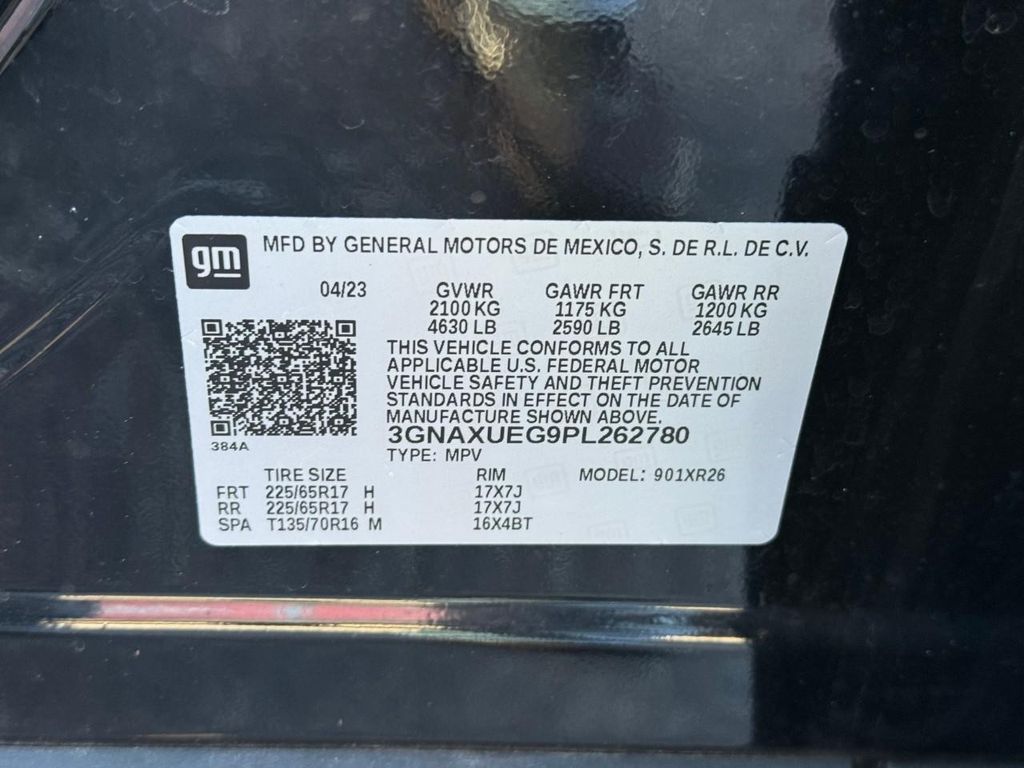 gm MFD BY GENERAL MOTORS DE MEXICO, S. DE R.L. DE C.V.
04/23 GVWR GAWR FRT GAWR RR
2100 KG 1175 KG 1200 KG
4630 LB 2590 LB 2645 LB
THIS VEHICLE CONFORMS TO ALL
APPLICABLE U.S. FEDERAL MOTOR
VEHICLE SAFETY AND THEFT PREVENTION
STANDARDS IN EFFECT ON THE DATE OF
MANUFACTURE SHOWN ABOVE.
3GNAXUEG9PL262780
384A
TYPE: MPV
TIRE SIZE RIM MODEL: 901XR26
FRT 225/65R17 H 17X7J
RR 225/65R17 H 17X7J
SPA T135/70R16 M 16X4BT